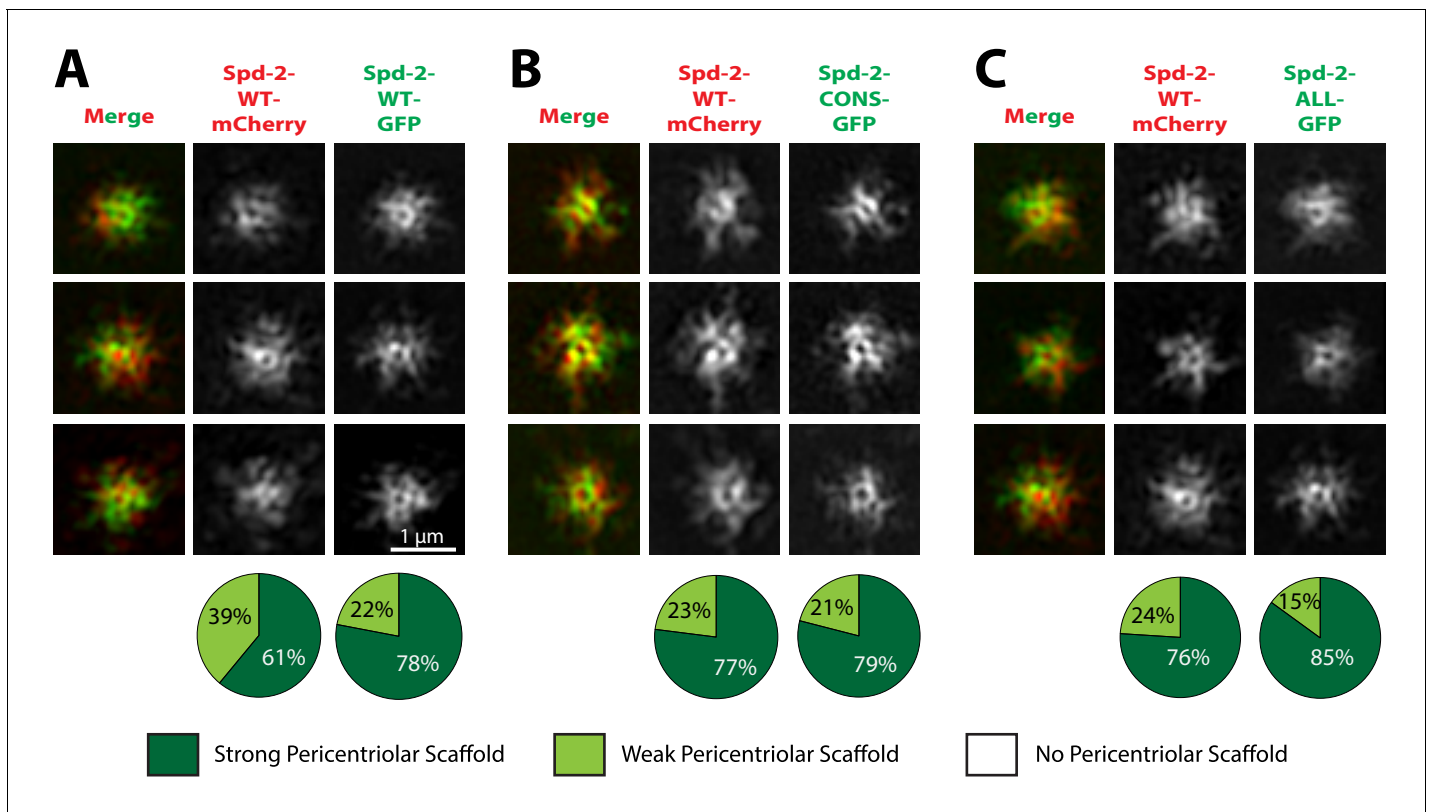 A
Merge
Spd-2-
WT-
mCherry
Spd-2-
WT-
GFP
B
Merge
Spd-2-
WT-
mCherry
Spd-2-
CONS-
GFP
C
Merge
Spd-2-
WT-
mCherry
Spd-2-
ALL-
GFP
1 µm
39%
61%
22%
78%
23%
77%
21%
79%
24%
76%
15%
85%
Strong Pericentriolar Scaffold
Weak Pericentriolar Scaffold
No Pericentriolar Scaffold